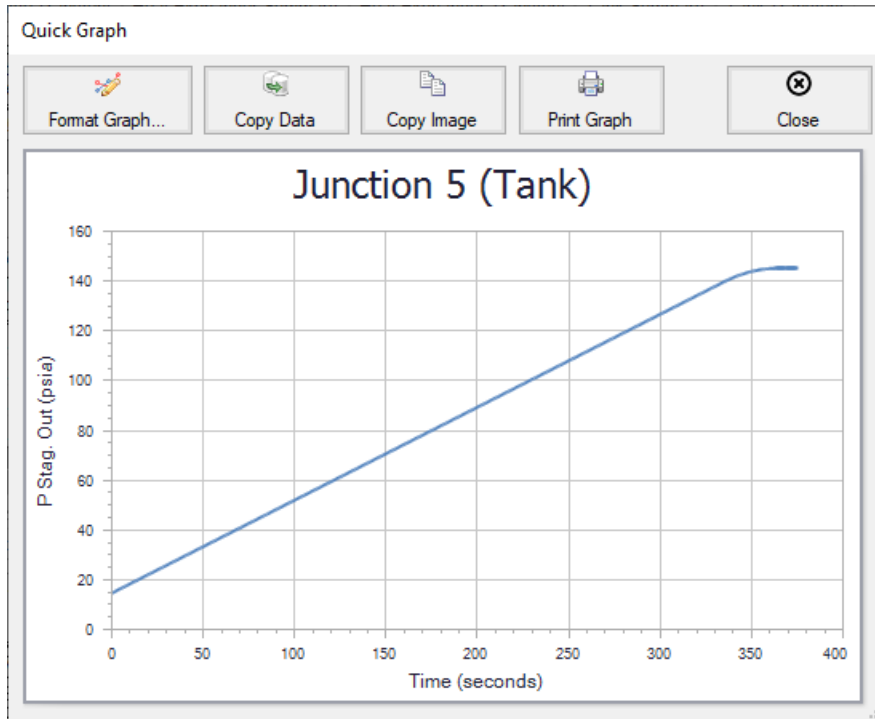 Quick Graph
Format Graph...
Copy Data
Copy Image
Print Graph
Close
Junction 5 (Tank)
160
140
120
100
80
60
40
20
0
P Stag. Out (psia)
0 50 100 150 200 250 300 350 400
Time (seconds)